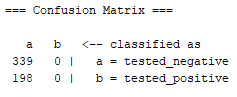 === Confusion Matrix ===
a b <-- classified as
339 0 | a = tested_negative
198 0 | b = tested_positive